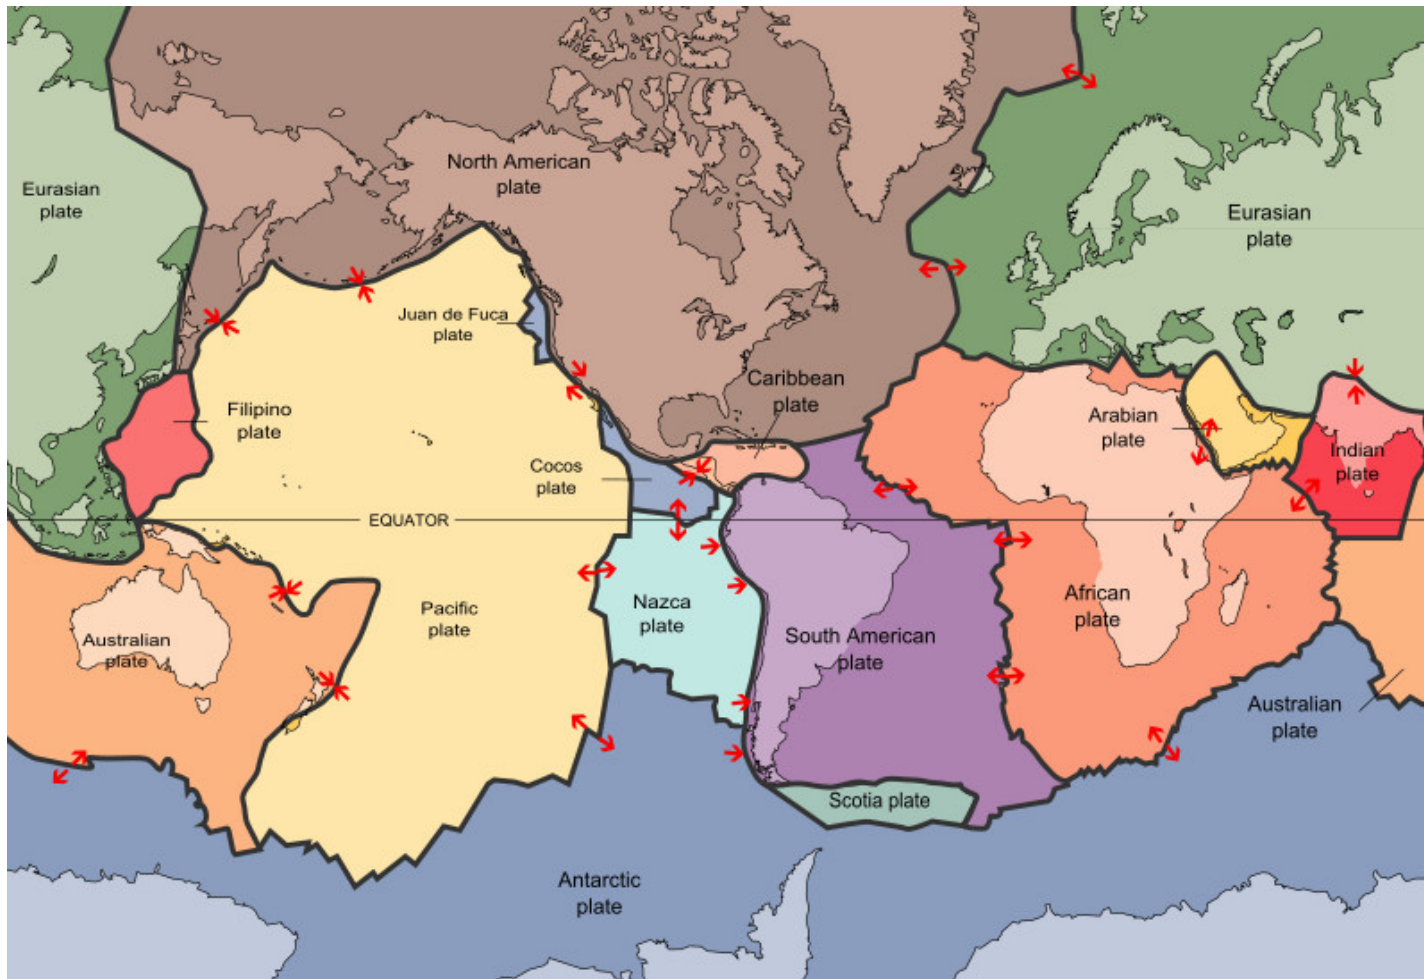 North American
plate
Eurasian
plate
Eurasian
plate
Juan de Fuca
plate
Caribbean
plate
Filipino
plate
Arabian
plate
Cocos
plate
Indian
plate
EQUATOR
Pacific
plate
Nazca
plate
African
plate
Australian
plate
South American
plate
Australian
plate
Scotia plate
Antarctic
plate